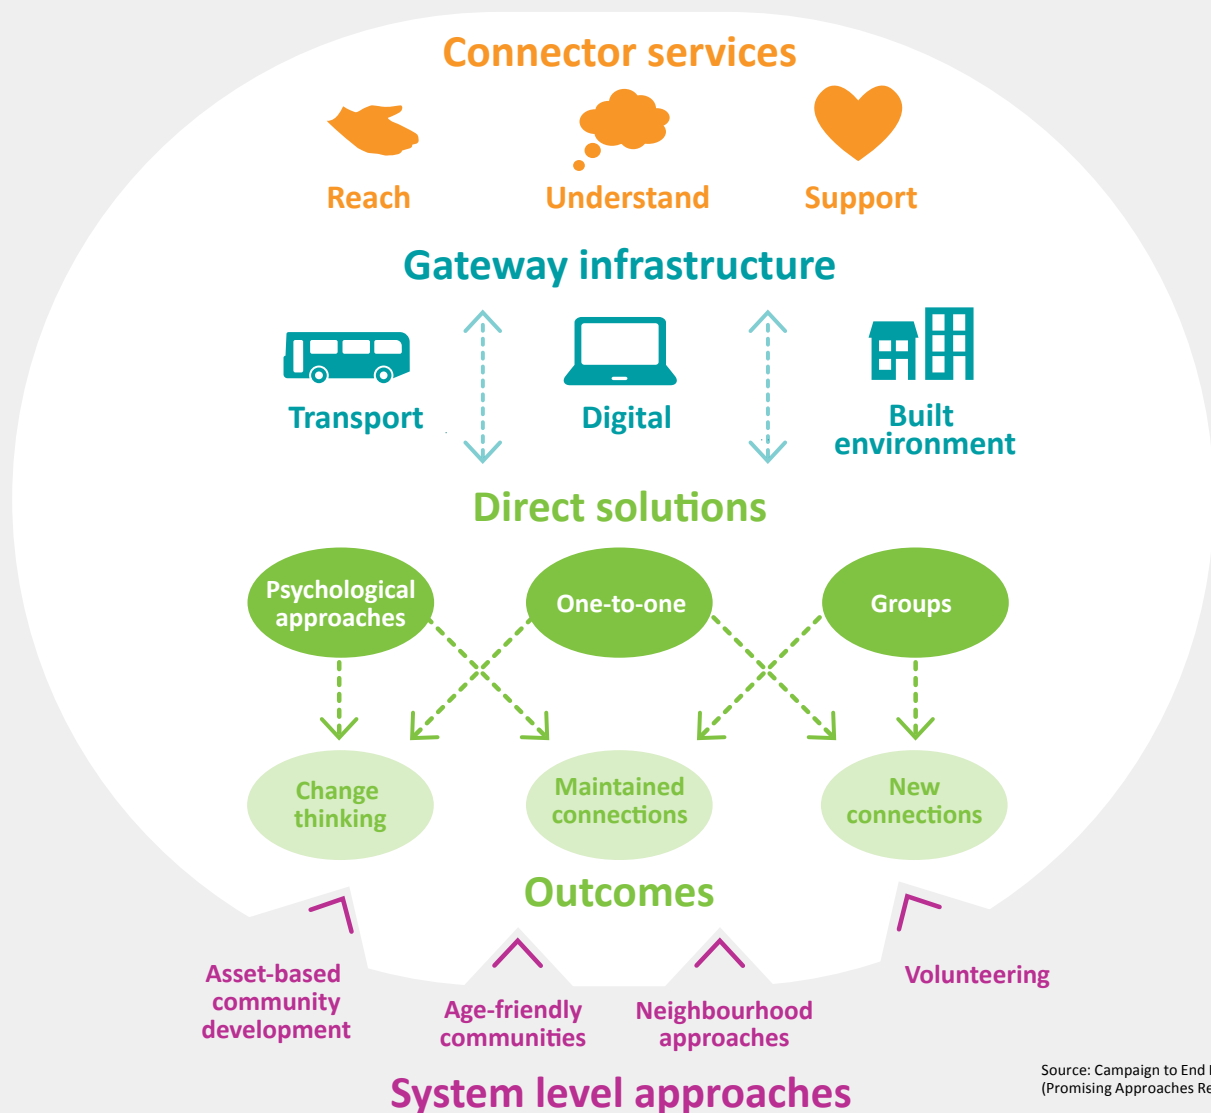 Connector services
Reach
Understand
Support
Gateway infrastructure
Transport
Digital
Built
environment
Direct solutions
Psychological
approaches
One-to-one
Groups
Change
thinking
Maintained
connections
New
connections
Outcomes
Asset-based
community
development
Age-friendly
communities
Neighbourhood
approaches
Volunteering
System level approaches
Source: Campaign to End
(Promising Approaches